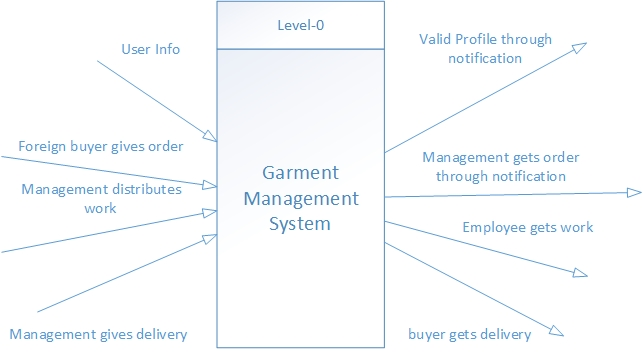 Level-0
User Info
Foreign buyer gives order
Management distributes
work
Management gives delivery
Garment
Management
System
Valid Profile through
notification
Management gets order
through notification
Employee gets work
buyer gets delivery